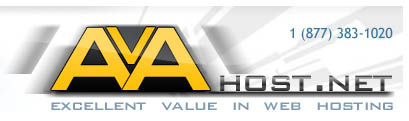 1 (877) 383-1020
AVA
HOST.NET
EXCELLENT VALUE IN WEB HOSTING